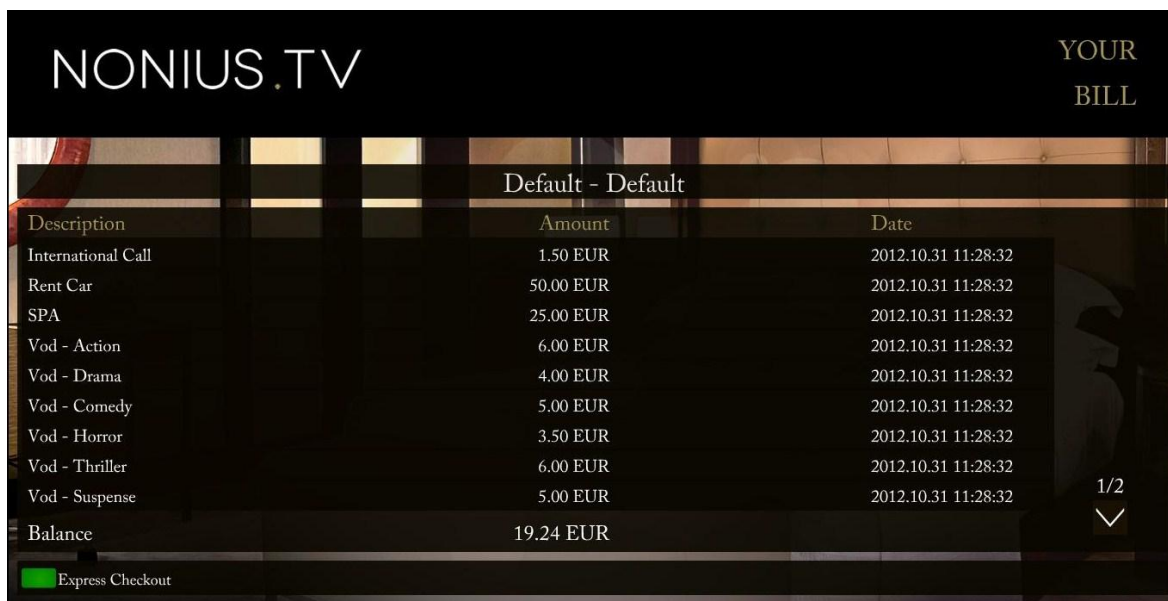 NONIUS.TV
YOUR
BILL
Default - Default
Description Amount Date
International Call 1.50 EUR 2012.10.31 11:28:32
Rent Car 50.00 EUR 2012.10.31 11:28:32
SPA 25.00 EUR 2012.10.31 11:28:32
Vod - Action 6.00 EUR 2012.10.31 11:28:32
Vod - Drama 4.00 EUR 2012.10.31 11:28:32
Vod - Comedy 5.00 EUR 2012.10.31 11:28:32
Vod - Horror 3.50 EUR 2012.10.31 11:28:32
Vod - Thriller 6.00 EUR 2012.10.31 11:28:32
Vod - Suspense 5.00 EUR 2012.10.31 11:28:32
1/2
Balance 19.24 EUR
Express Checkout